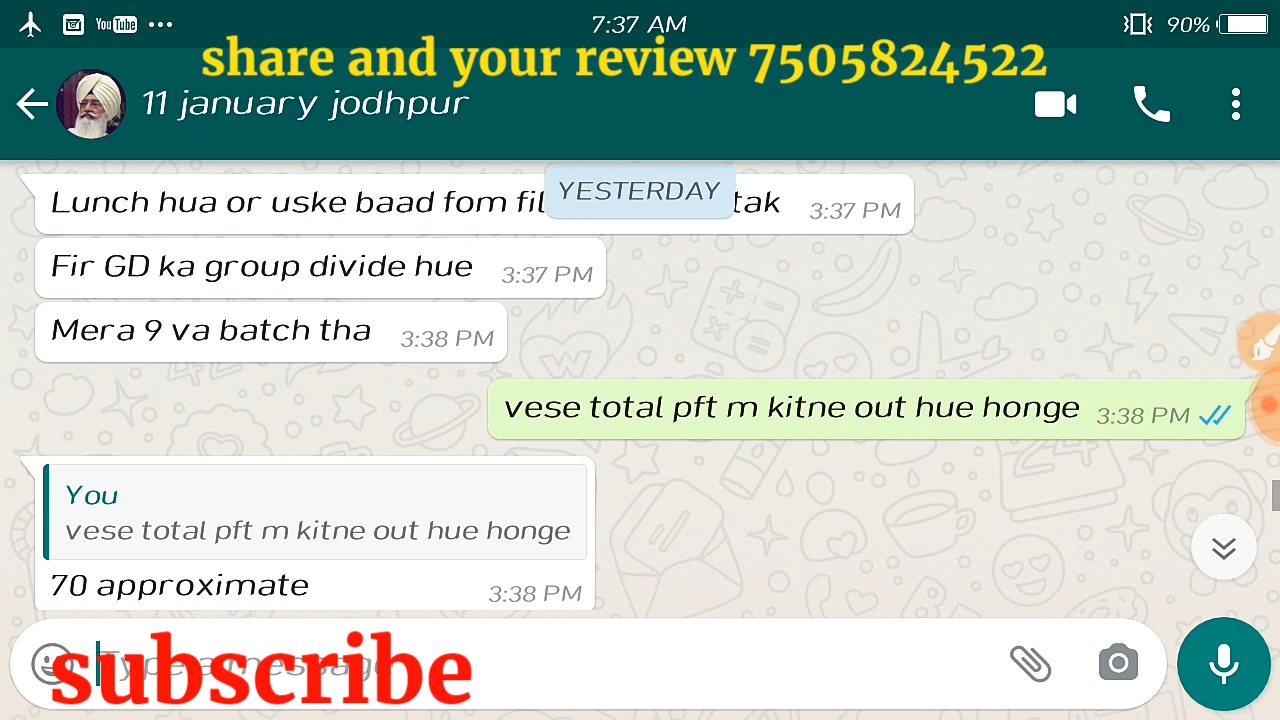 YouTube
7:37 AM
90%
share and your review 7505824522
11 january jodhpur
YESTERDAY
Lunch hua or uske baad fom fil tak 3:37 PM
Fir GD ka group divide hue 3:37 PM
Mera 9 va batch tha 3:38 PM
vese total pft m kitne out hue honge 3:38 PM
You
vese total pft m kitne out hue honge
70 approximate 3:38 PM
Type a message
subscribe